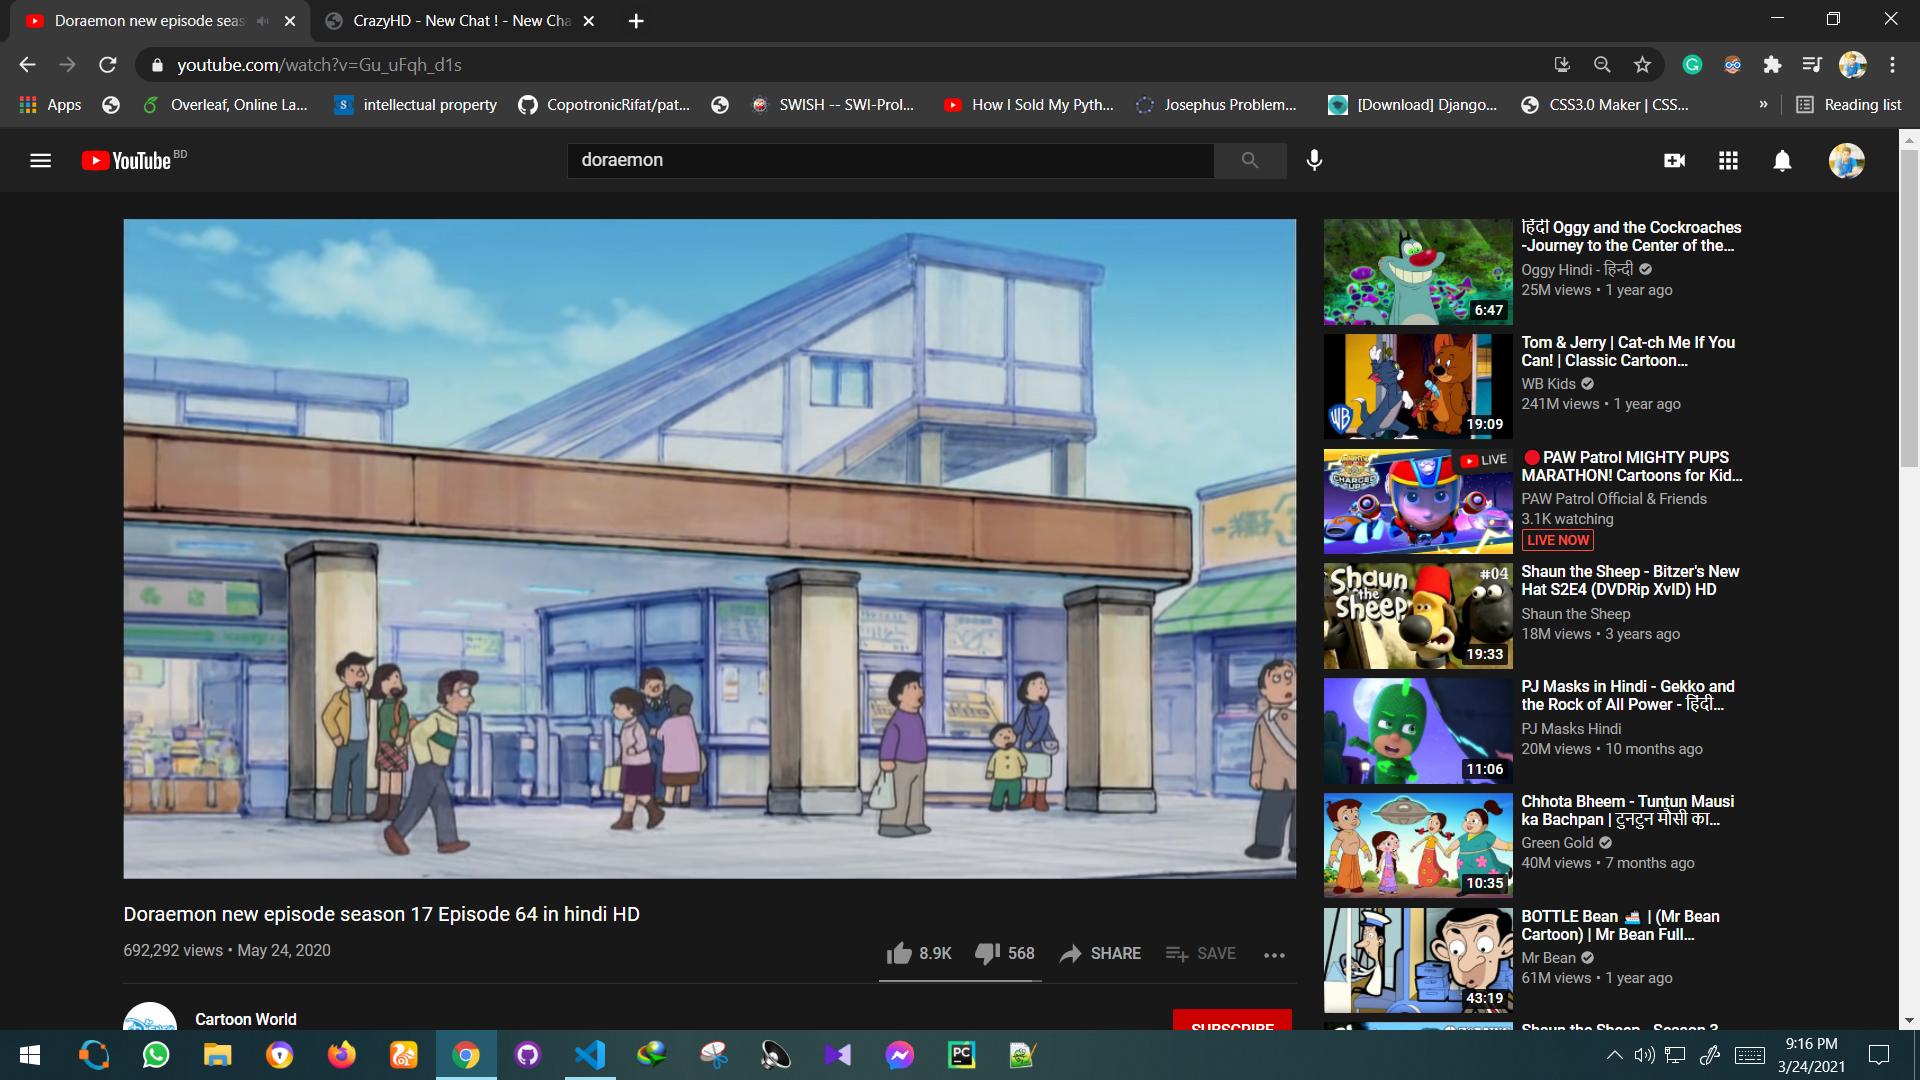 Doraemon new episode seas
CrazyHD - New Chat ! - New Cha
youtube.com/watch?v=Gu_uFqh_d1s
Apps
Overleaf, Online La...
intellectual property
CopotronicRifat/pat...
SWISH -- SWI-Prol...
How I Sold My Pyth...
Josephus Problem...
[Download] Django...
CSS3.0 Maker | CSS...
»
Reading list
YouTube BD
doraemon
हिंदी Oggy and the Cockroaches
-Journey to the Center of the...
Oggy Hindi - हिन्दी
25M views • 1 year ago
6:47
Tom & Jerry | Cat-ch Me If You
Can! | Classic Cartoon...
WB Kids
241M views • 1 year ago
WB
19:09
LIVE
PAW Patrol MIGHTY PUPS
MARATHON! Cartoons for Kid...
PAW Patrol Official & Friends
3.1K watching
LIVE NOW
Shaun the Sheep
#04
19:33
Shaun the Sheep - Bitzer's New
Hat S2E4 (DVDRip XvID) HD
Shaun the Sheep
18M views • 3 years ago
PJ Masks in Hindi - Gekko and
the Rock of All Power - हिंदी...
PJ Masks Hindi
20M views • 10 months ago
11:06
Chhota Bheem - Tuntun Mausi
ka Bachpan | टुनटुन मौसी का...
Green Gold
40M views • 7 months ago
10:35
BOTTLE Bean | (Mr Bean
Cartoon) | Mr Bean Full...
Mr Bean
61M views • 1 year ago
43:19
Shaun the Sheep - Season 3
Doraemon new episode season 17 Episode 64 in hindi HD
692,292 views • May 24, 2020
8.9K
568
SHARE
SAVE
Cartoon World
SUBSCRIBE
PC
9:16 PM
3/24/2021